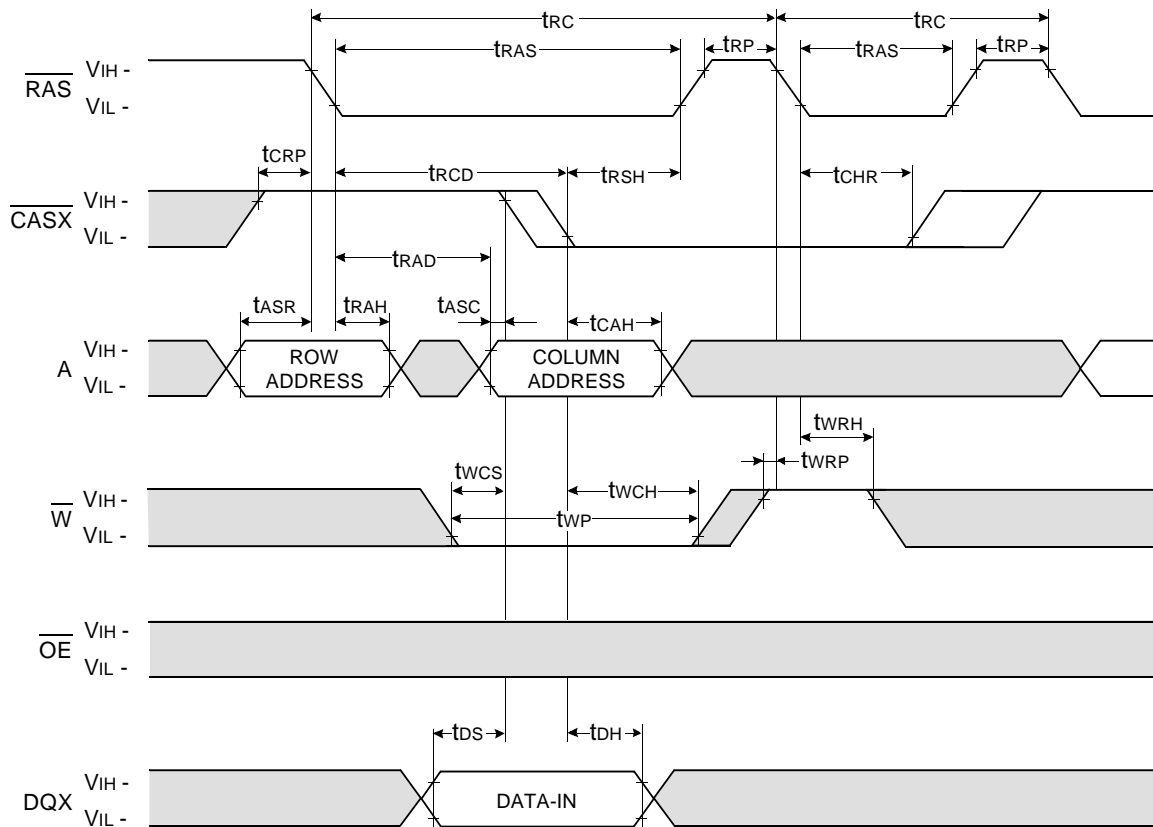 tRC tRC
tRAS tRP tRAS tRP
RAS VIH -
VIL -
tCRP tRCD tRSH tCHR
CASX VIH -
VIL -
tRAD
tASR tRAH tASC tCAH
A VIH -
VIL -
ROW ADDRESS
COLUMN ADDRESS
tWRH
tWRP
tWCS tWCH
tWP
W VIH -
VIL -
OE VIH -
VIL -
tDS tDH
DQX VIH -
VIL -
DATA-IN